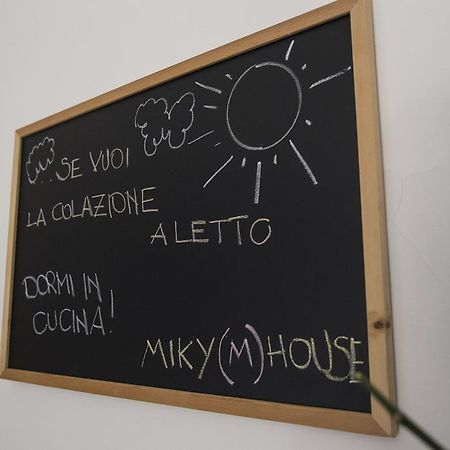 ...SE VUOI
LA COLAZIONE
A LETTO
DORMI IN
CUCINA!
MIKY(M)HOUSE